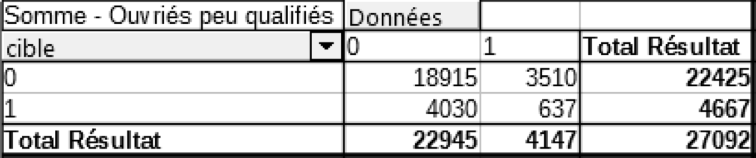 Somme - Ouvriés peu qualifiés Données
cible 0 1 Total Résultat
0 18915 3510 22425
1 4030 637 4667
Total Résultat 22945 4147 27092